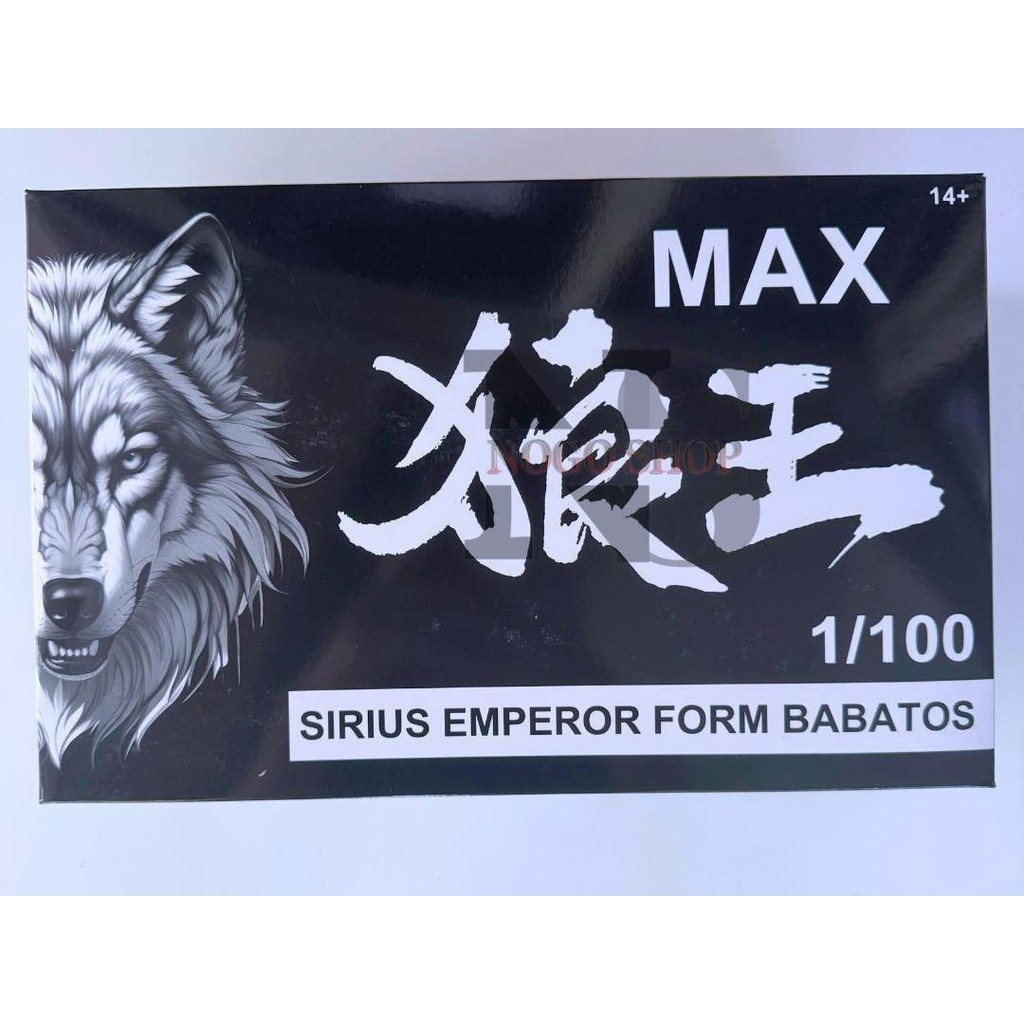 14+
MAX
狼王
NOGO SHOP
1/100
SIRIUS EMPEROR FORM BABATOS